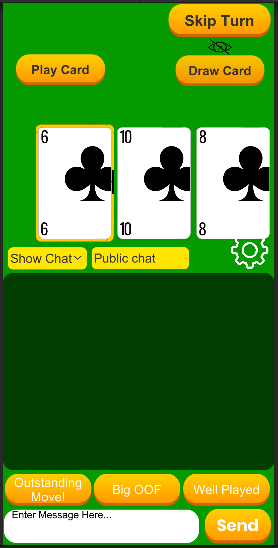 Skip Turn
Play Card
Draw Card
6
10
8
6
10
8
Show Chat
Public chat
Outstanding
Move!
Big OOF
Well Played
Enter Message Here...
Send